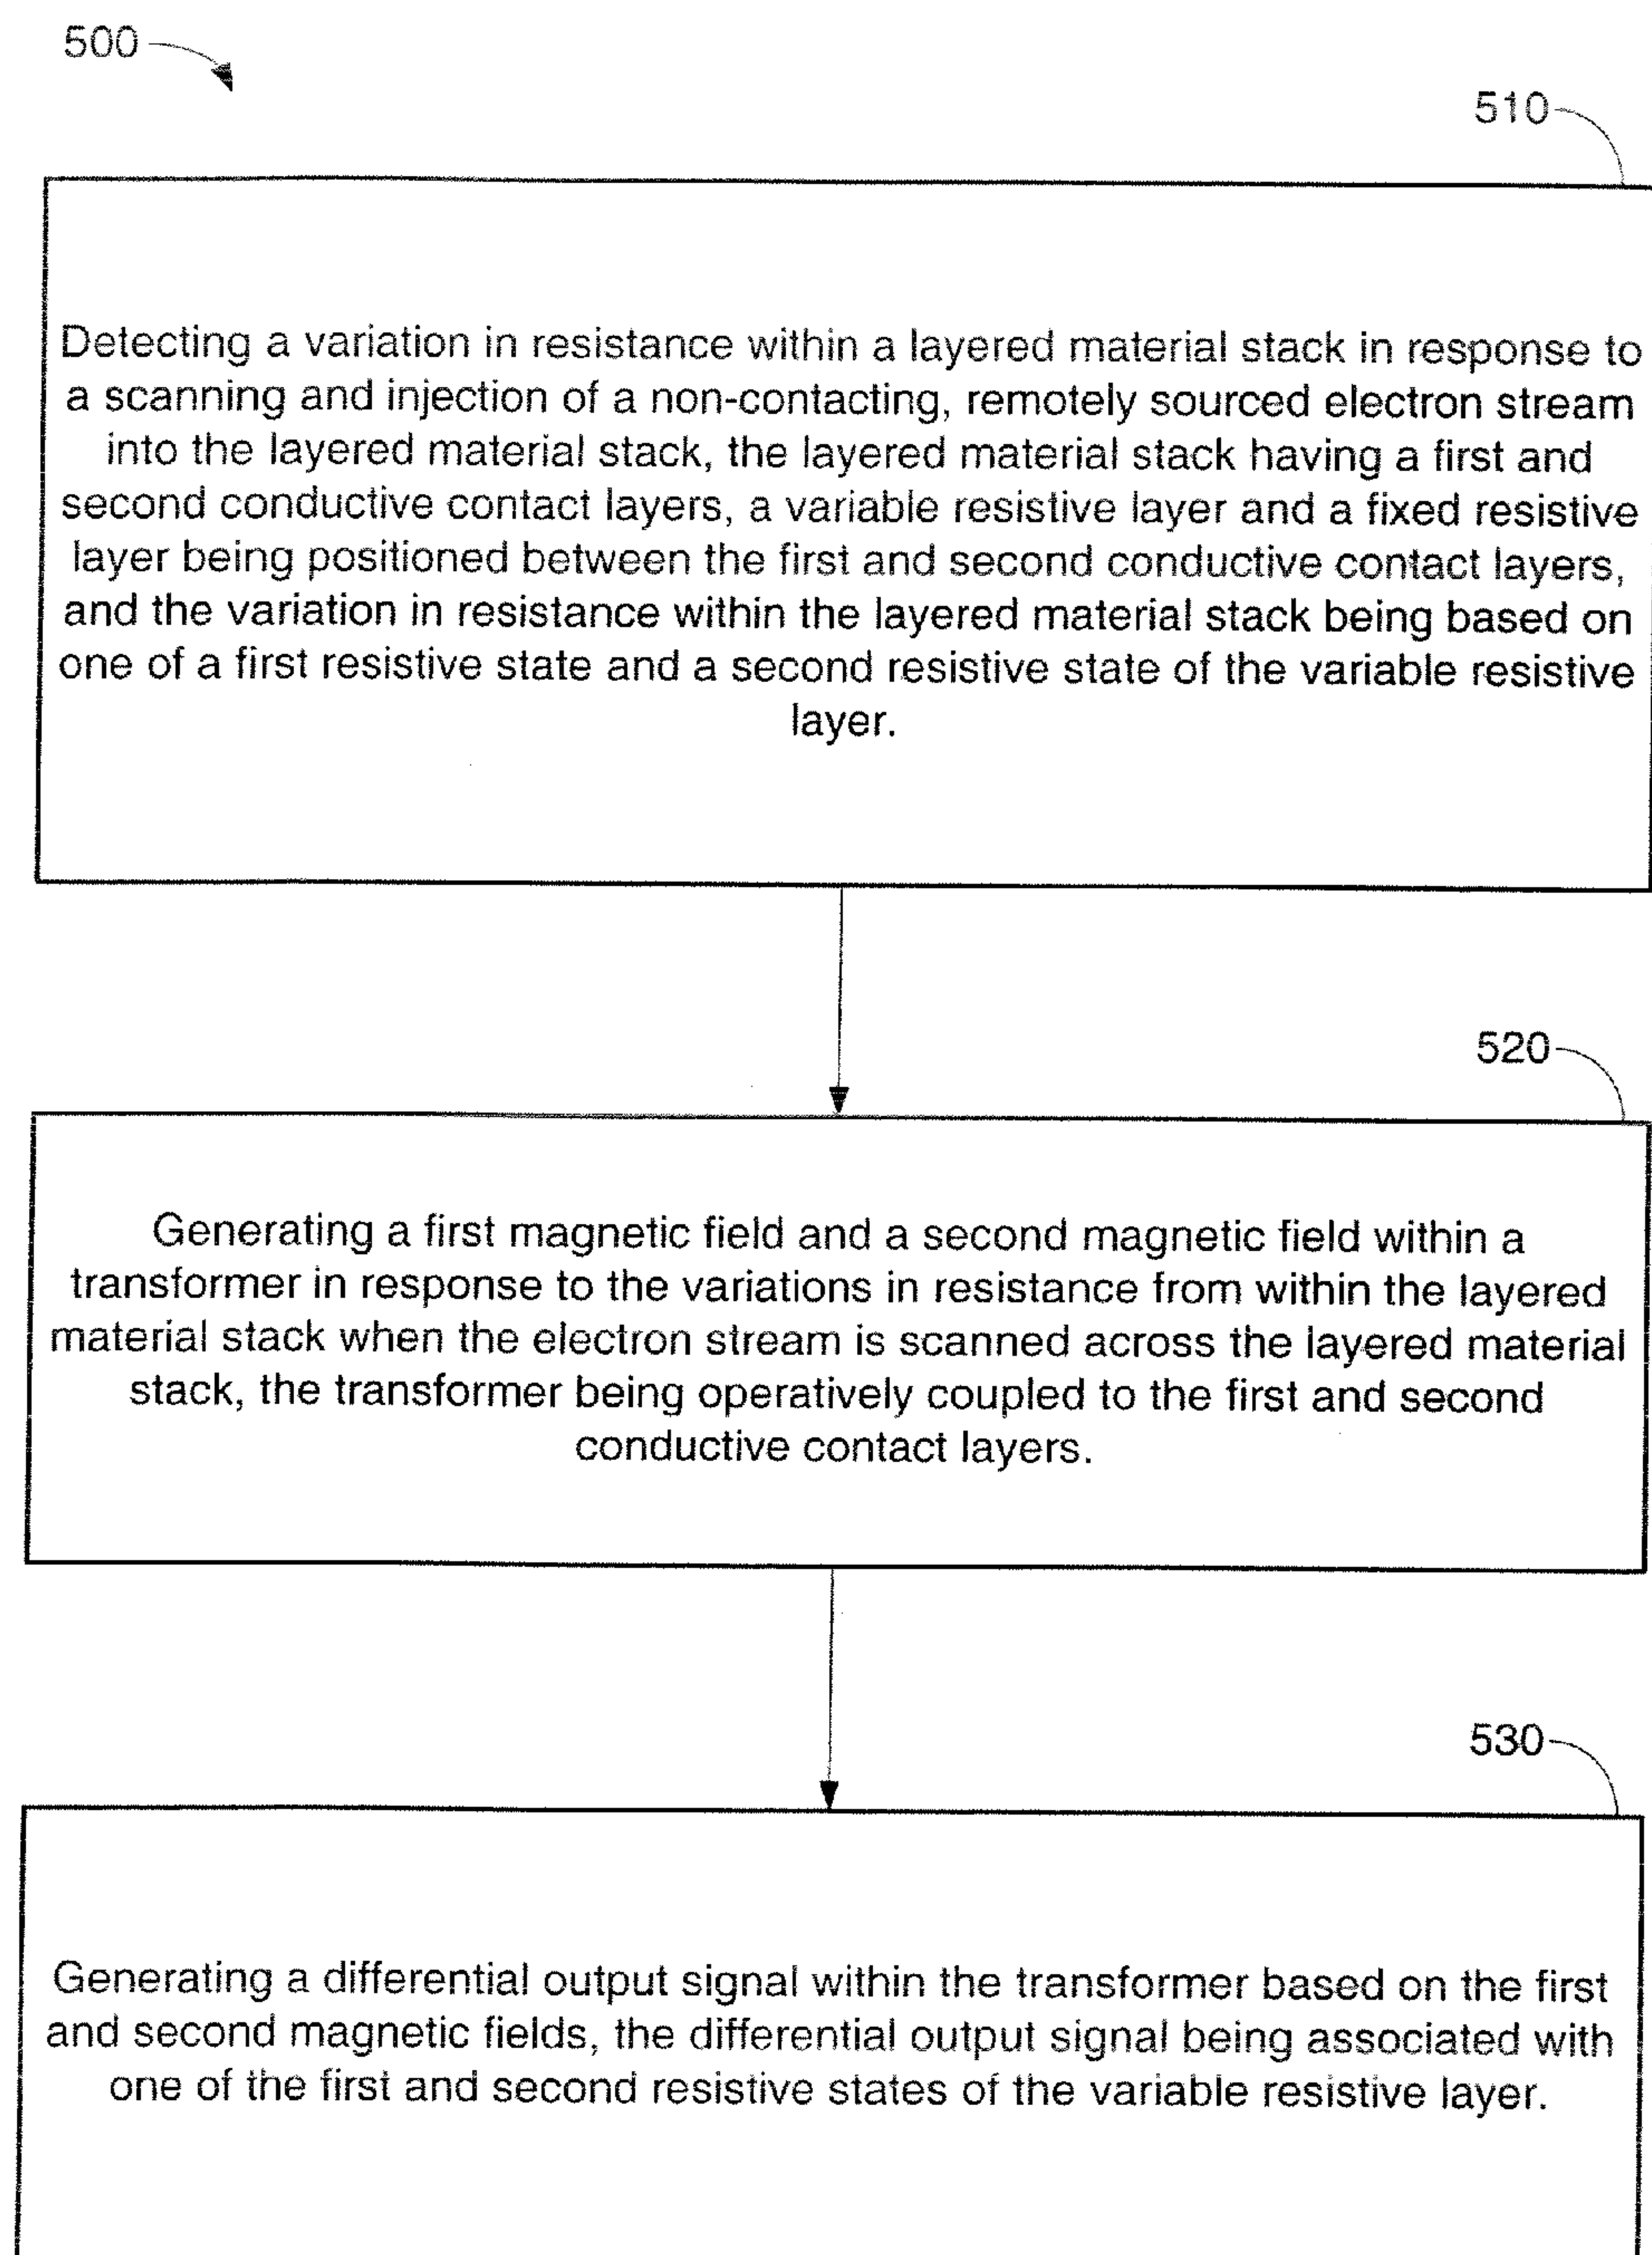 500
510
Detecting a variation in resistance within a layered material stack in response to
a scanning and injection of a non-contacting, remotely sourced electron stream
into the layered material stack, the layered material stack having a first and
second conductive contact layers, a variable resistive layer and a fixed resistive
layer being positioned between the first and second conductive contact layers,
and the variation in resistance within the layered material stack being based on
one of a first resistive state and a second resistive state of the variable resistive
layer.
520
Generating a first magnetic field and a second magnetic field within a
transformer in response to the variations in resistance from within the layered
material stack when the electron stream is scanned across the layered material
stack, the transformer being operatively coupled to the first and second
conductive contact layers.
530
Generating a differential output signal within the transformer based on the first
and second magnetic fields, the differential output signal being associated with
one of the first and second resistive states of the variable resistive layer.